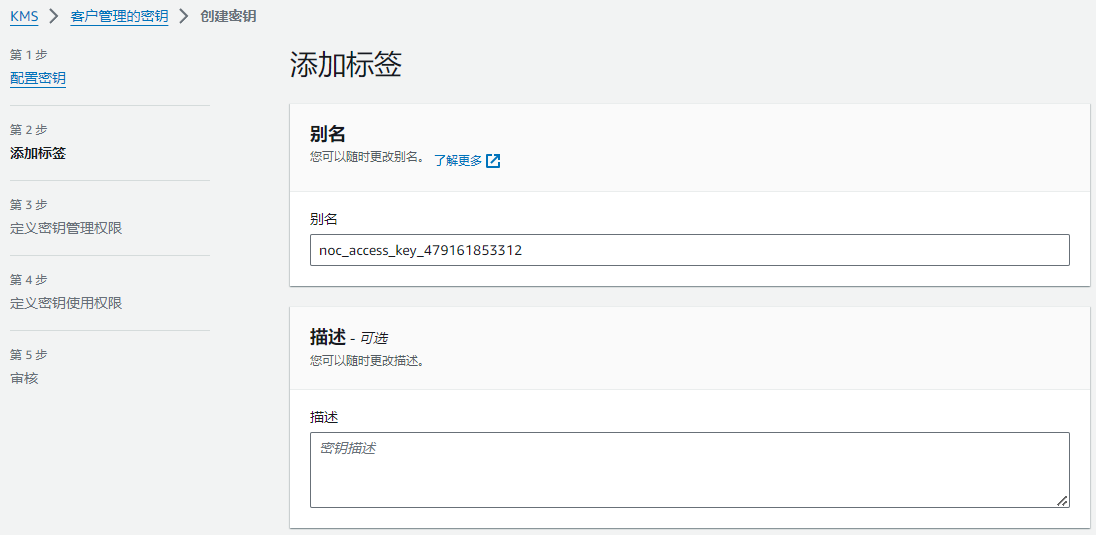 KMS > 客户管理的密钥 > 创建密钥
第 1 步
配置密钥
第 2 步
添加标签
第 3 步
定义密钥管理权限
第 4 步
定义密钥使用权限
第 5 步
审核
添加标签
别名
您可以随时更改别名。 了解更多
别名
noc_access_key_479161853312
描述 - 可选
您可以随时更改描述。
描述
密钥描述